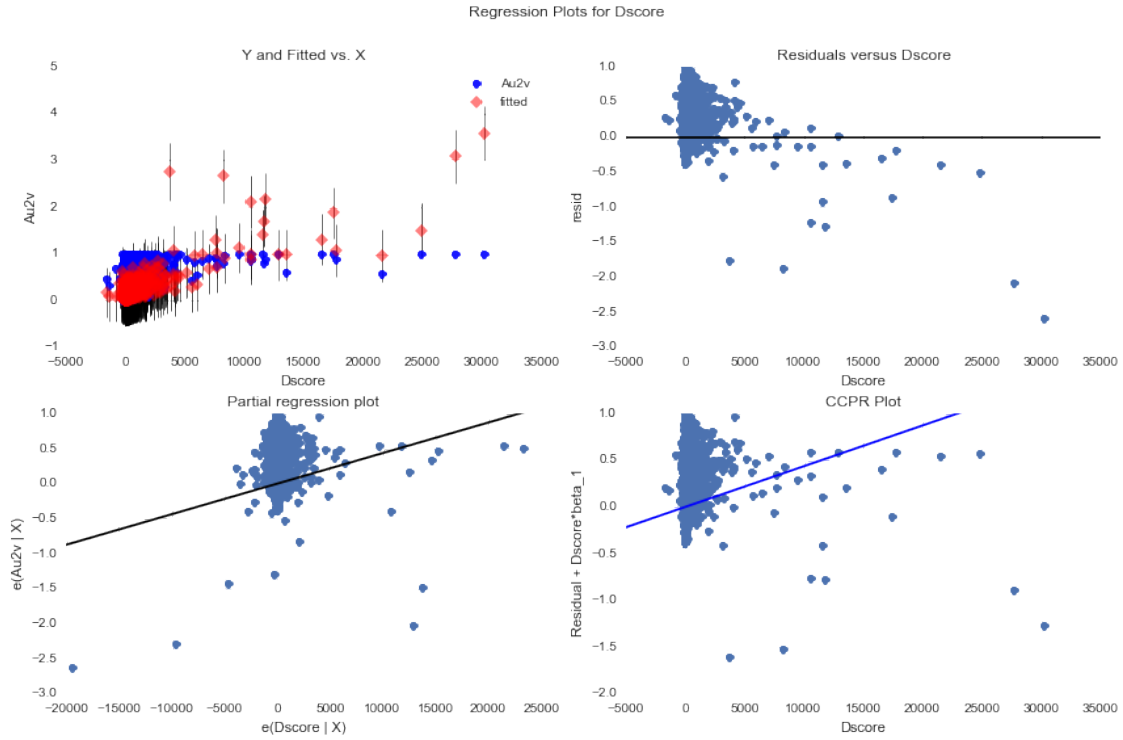 Regression Plots for Dscore
Y and Fitted vs. X
Au2v
fitted
5
4
3
2
1
0
−1
Au2v
−5000 0 5000 10000 15000 20000 25000 30000 35000
Dscore
Residuals versus Dscore
1.0
0.5
0.0
−0.5
−1.0
−1.5
−2.0
−2.5
−3.0
resid
−5000 0 5000 10000 15000 20000 25000 30000 35000
Dscore
Partial regression plot
1.0
0.5
0.0
−0.5
−1.0
−1.5
−2.0
−2.5
−3.0
e(Au2v | X)
−20000 −15000 −10000 −5000 0 5000 10000 15000 20000 25000
e(Dscore | X)
CCPR Plot
1.0
0.5
0.0
−0.5
−1.0
−1.5
−2.0
Residual + Dscore*beta_1
−5000 0 5000 10000 15000 20000 25000 30000 35000
Dscore